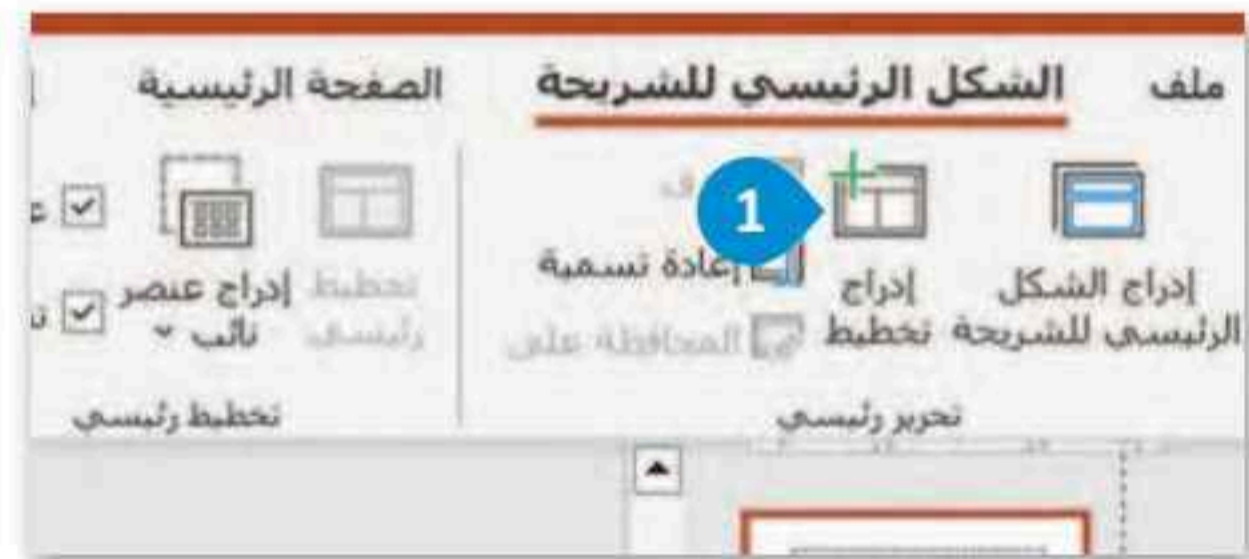 ملف الشكل الرئيسي للشريحة الصفحة الرئيسية
1
إدراج الشكل
الرئيسي للشريحة
إدراج
تخطيط
إعادة تسمية
المحافظة على
تخطيط
رئيسي
إدراج عنصر
نائب
تحرير رئيسي
تخطيط رئيسي